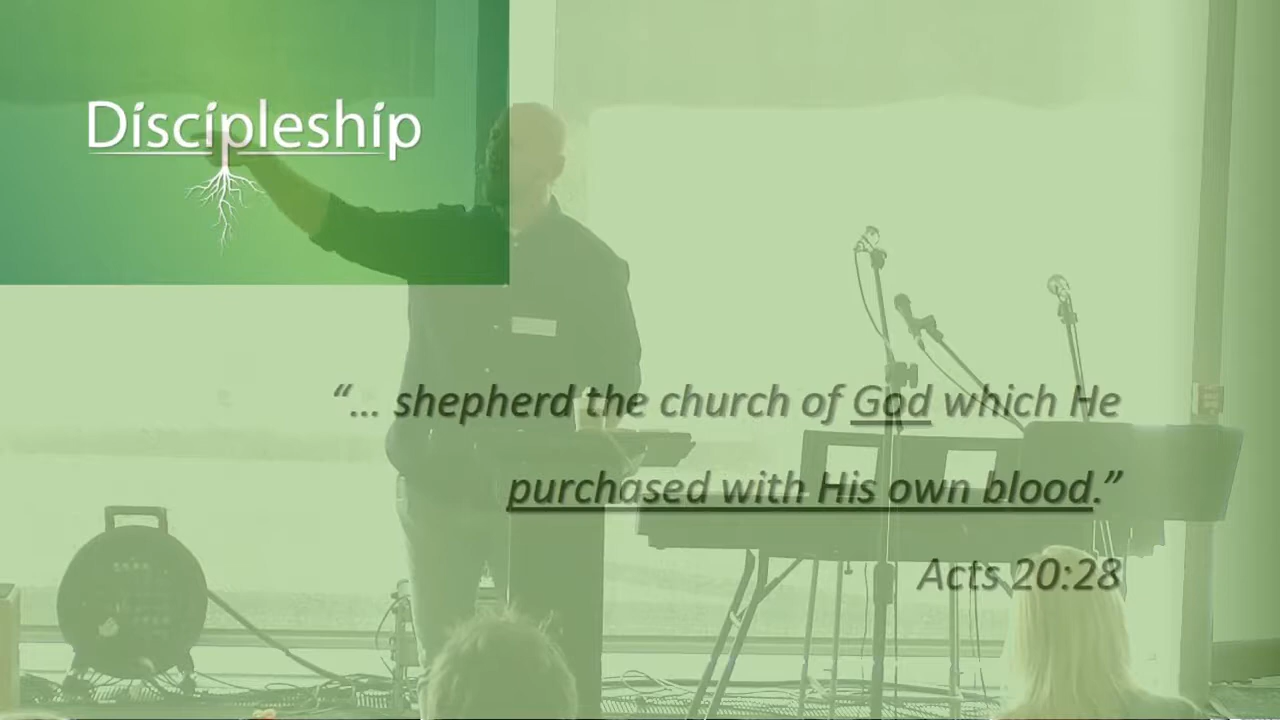 Discipleship
“... shepherd the church of God which He
purchased with His own blood.”
Acts 20:28